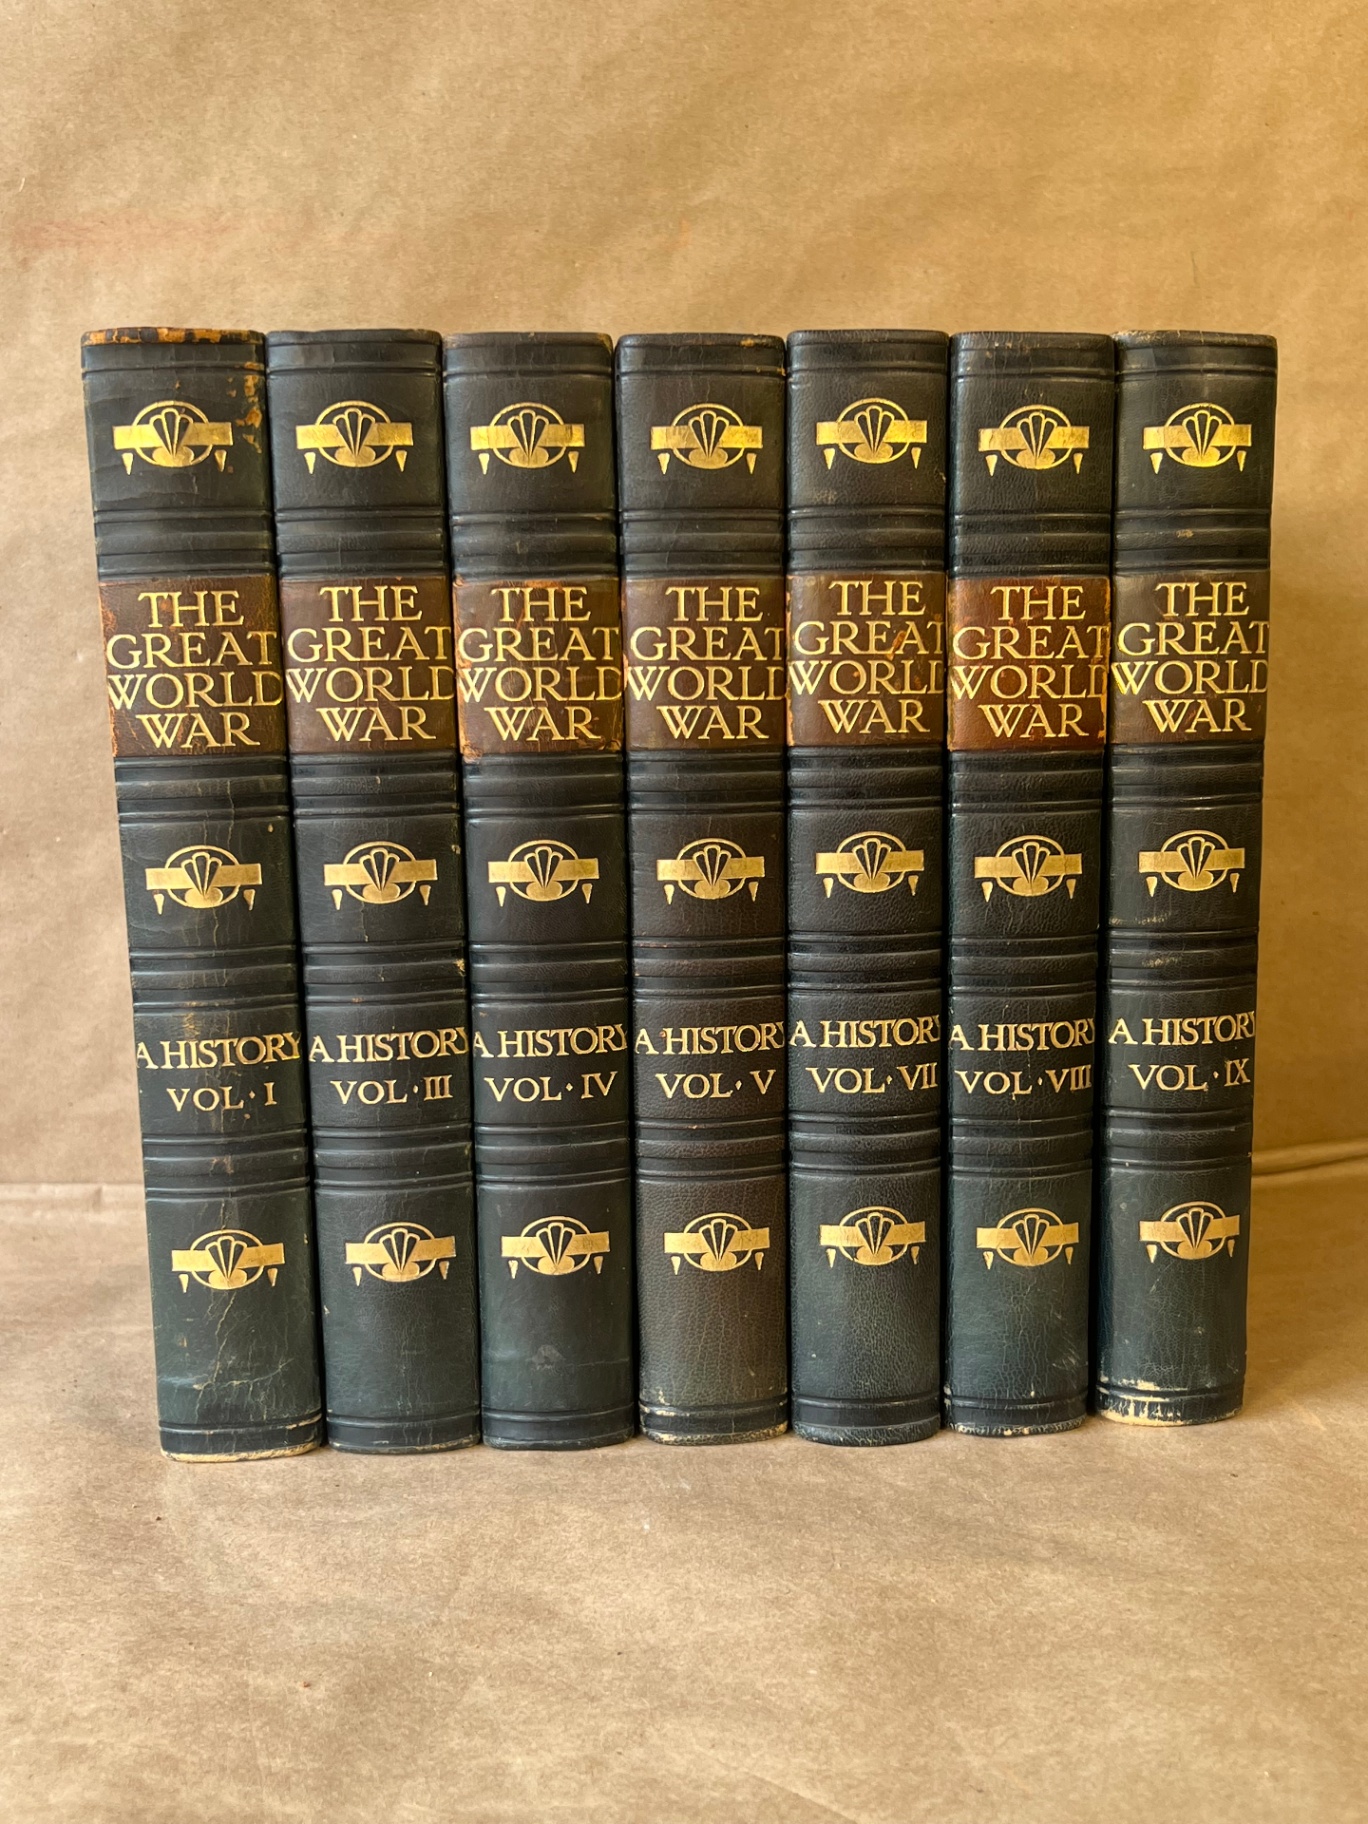 THE
GREAT
WORLD
WAR
A HISTORY
VOL · I
THE
GREAT
WORLD
WAR
A HISTORY
VOL · III
THE
GREAT
WORLD
WAR
A HISTORY
VOL · IV
THE
GREAT
WORLD
WAR
A HISTORY
VOL · V
THE
GREAT
WORLD
WAR
A HISTORY
VOL · VII
THE
GREAT
WORLD
WAR
A HISTORY
VOL · VIII
THE
GREAT
WORLD
WAR
A HISTORY
VOL · IX